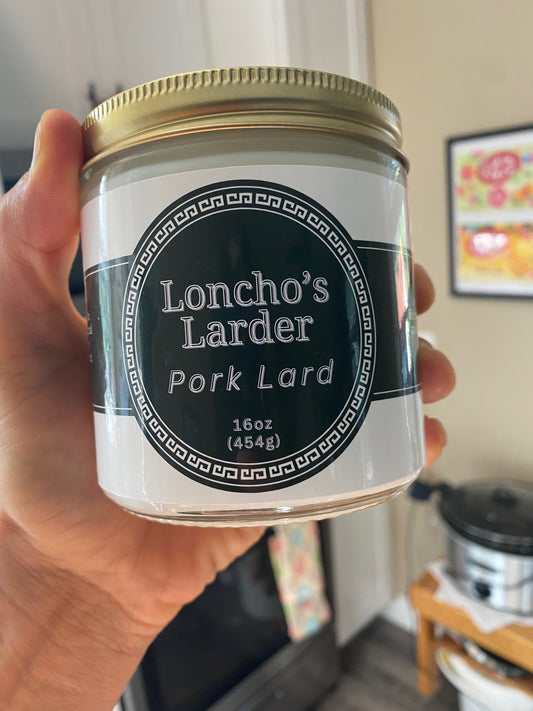 Loncho's
Larder
Pork Lard
16oz
(454g)